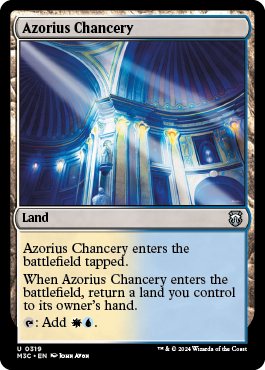 Azorius Chancery
Land
Azorius Chancery enters the
battlefield tapped.
When Azorius Chancery enters the
battlefield, return a land you control
to its owner's hand.
: Add .
U 0319
M3C • EN John Avon
™ & © 2024 Wizards of the Coast